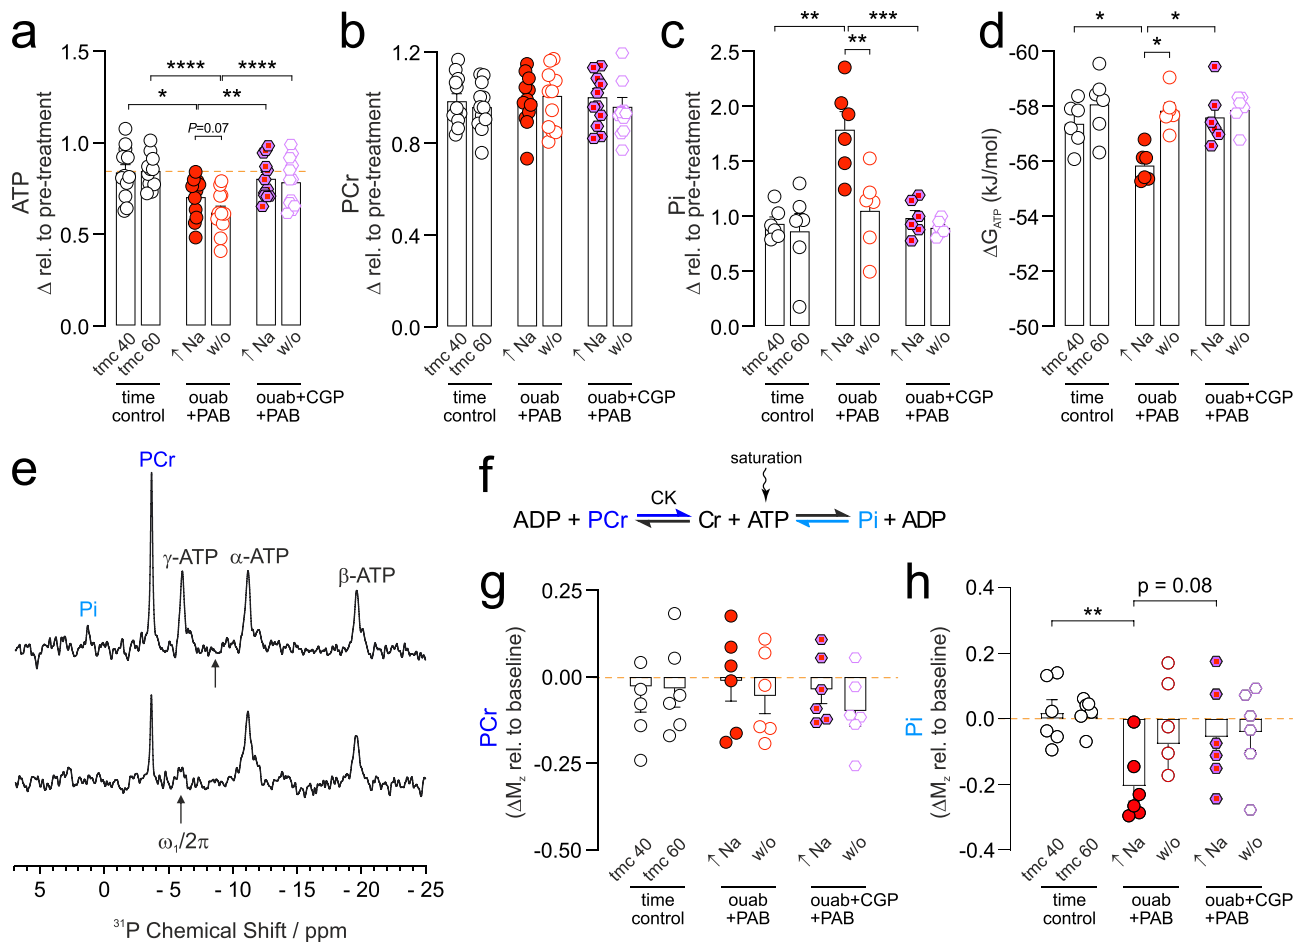 a
ATP
Δ rel. to pre-treatment
1.5
1.0
0.5
0.0
****
****
*
**
P=0.07
tmc 40
tmc 60
↑ Na
w/o
↑ Na
w/o
time
control
ouab
+PAB
ouab+CGP
+PAB
b
PCr
Δ rel. to pre-treatment
1.2
0.8
0.4
0.0
tmc 40
tmc 60
↑ Na
w/o
↑ Na
w/o
time
control
ouab
+PAB
ouab+CGP
+PAB
c
Pi
Δ rel. to pre-treatment
2.5
2.0
1.5
1.0
0.5
0.0
**
***
**
tmc 40
tmc 60
↑ Na
w/o
↑ Na
w/o
time
control
ouab
+PAB
ouab+CGP
+PAB
d
ΔG ATP (kJ/mol)
-60
-58
-56
-54
-52
-50
*
*
*
tmc 40
tmc 60
↑ Na
w/o
↑ Na
w/o
time
control
ouab
+PAB
ouab+CGP
+PAB
e
PCr
γ-ATP
α-ATP
β-ATP
Pi
ω1/2π
5
0
- 5
- 10
- 15
- 20
- 25
31P Chemical Shift / ppm
f
saturation
CK
ADP + PCr
Cr + ATP
Pi + ADP
g
PCr
(ΔMz rel. to baseline)
0.25
0.00
-0.25
-0.50
tmc 40
tmc 60
↑ Na
w/o
↑ Na
w/o
time
control
ouab
+PAB
ouab+CGP
+PAB
h
Pi
(ΔMz rel. to baseline)
0.4
0.2
0.0
-0.2
-0.4
**
p = 0.08
tmc 40
tmc 60
↑ Na
w/o
↑ Na
w/o
time
control
ouab
+PAB
ouab+CGP
+PAB